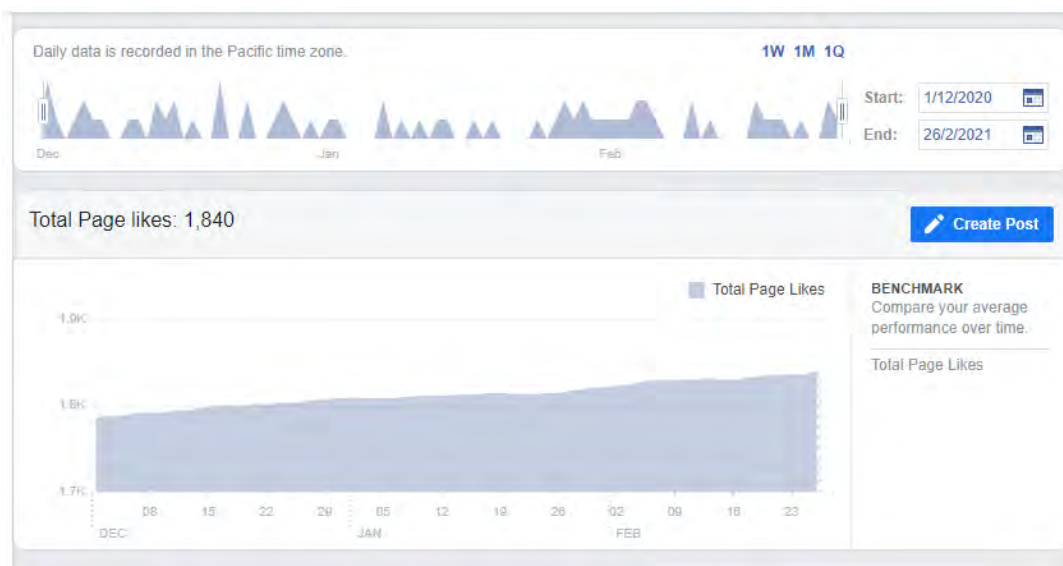 Daily data is recorded in the Pacific time zone.
1W 1M 1Q
Start: 1/12/2020
End: 26/2/2021
Dec Jan Feb
Total Page likes: 1,840
Create Post
Total Page Likes
BENCHMARK
Compare your average
performance over time.
Total Page Likes
1.9K
1.8K
1.7K
08 15 22 29 05 12 19 26 02 09 16 23
DEC JAN FEB